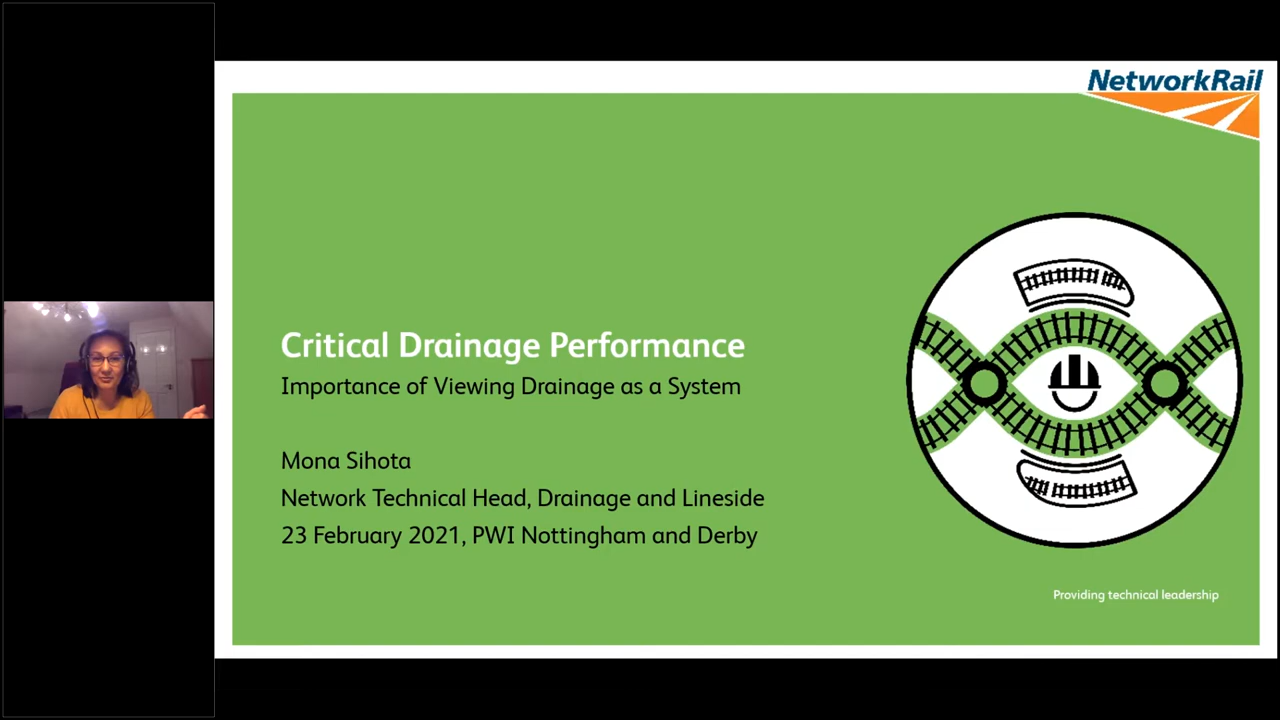 NetworkRail
Critical Drainage Performance
Importance of Viewing Drainage as a System
Mona Sihota
Network Technical Head, Drainage and Lineside
23 February 2021, PWI Nottingham and Derby
Providing technical leadership